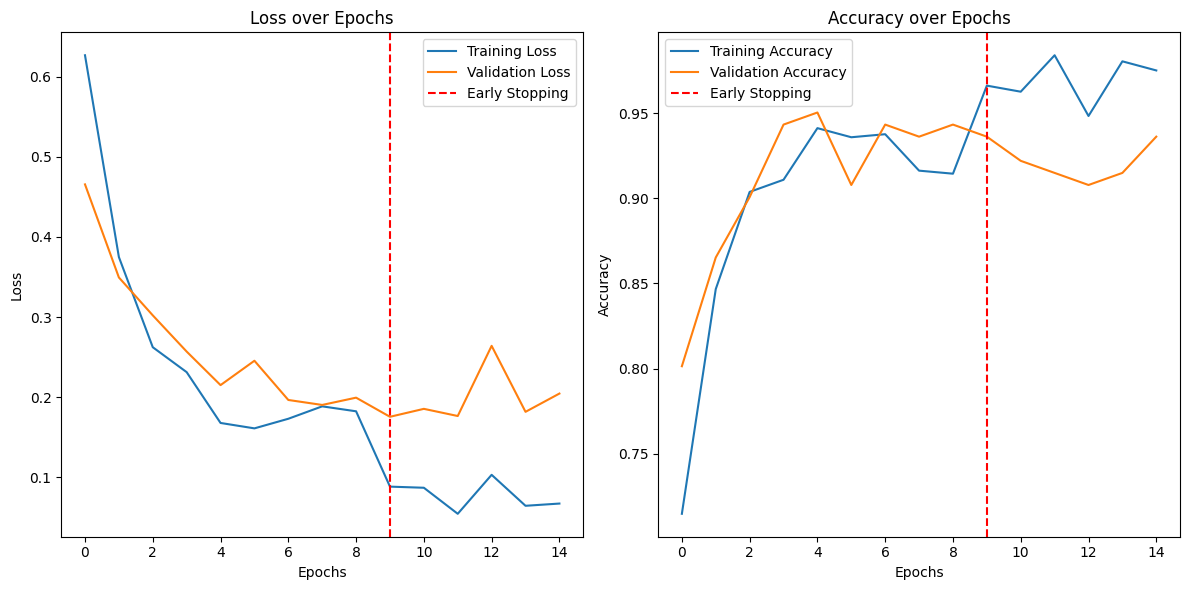 Loss over Epochs
Training Loss
Validation Loss
Early Stopping
0.6
0.5
0.4
0.3
0.2
0.1
Loss
0 2 4 6 8 10 12 14
Epochs
Accuracy over Epochs
Training Accuracy
Validation Accuracy
Early Stopping
0.95
0.90
0.85
0.80
0.75
Accuracy
0 2 4 6 8 10 12 14
Epochs